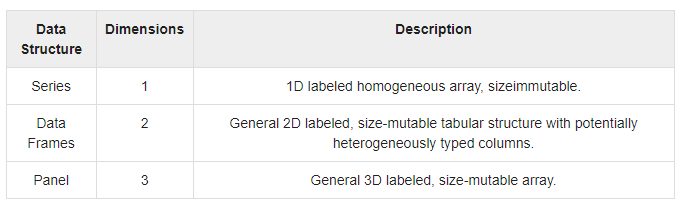 Data Structure Dimensions Description
Series 1 1D labeled homogeneous array, sizeimmutable.
Data Frames 2 General 2D labeled, size-mutable tabular structure with potentially
heterogeneously typed columns.
Panel 3 General 3D labeled, size-mutable array.